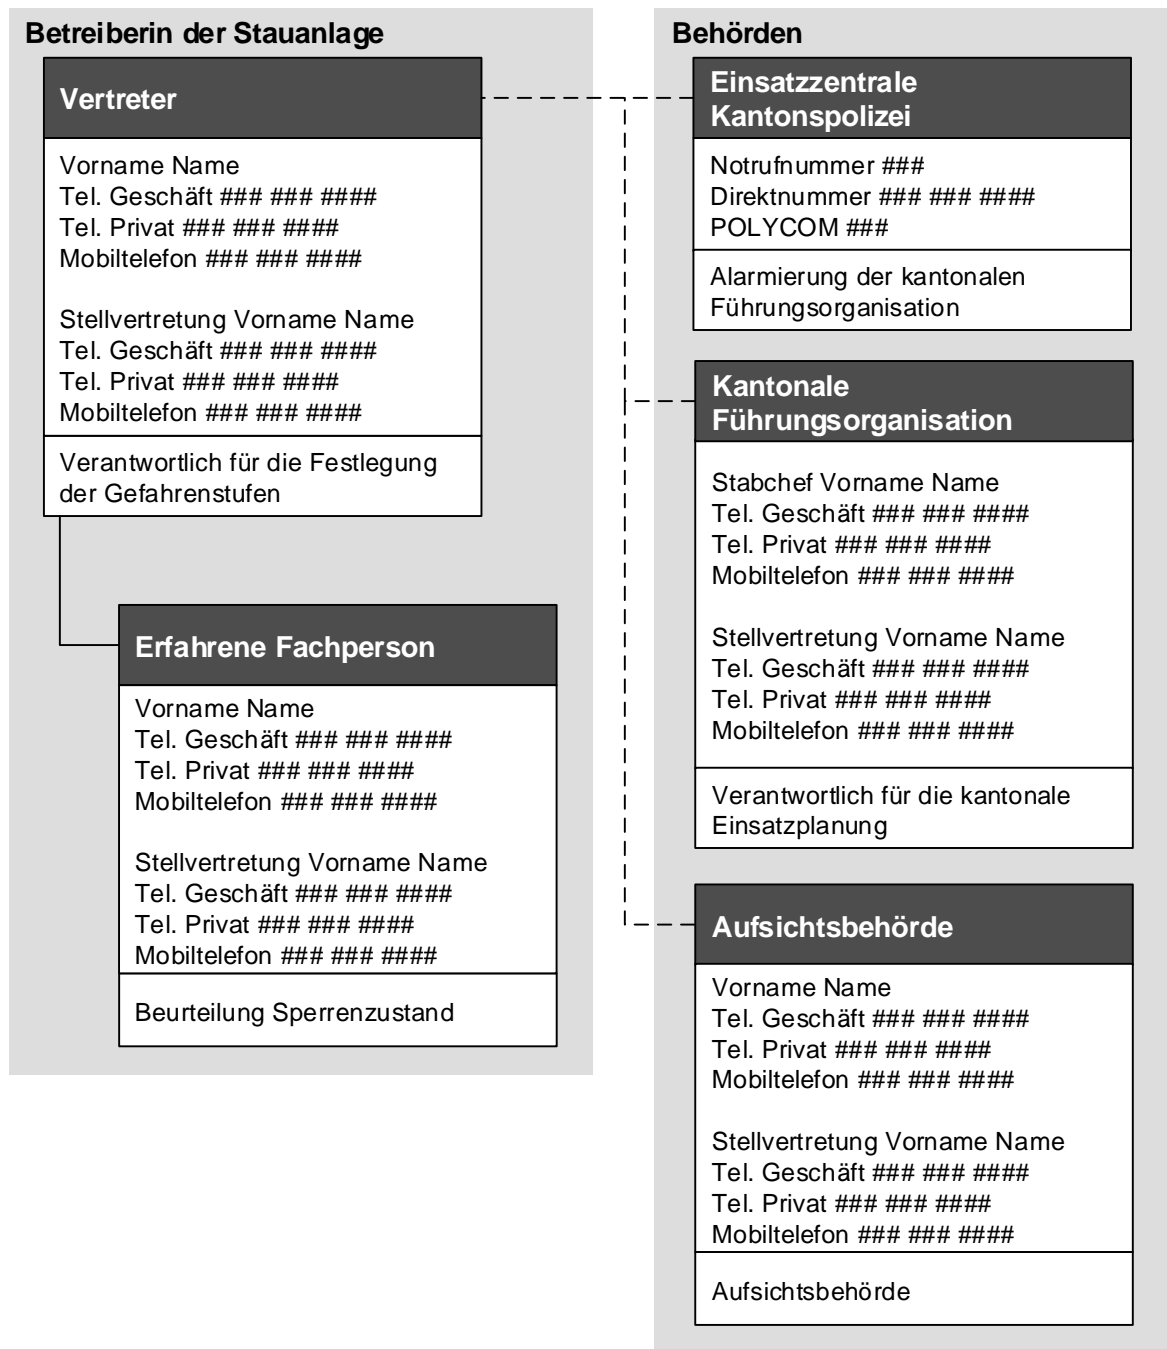 Betreiberin der Stauanlage
Vertreter
Vorname Name
Tel. Geschäft ### ### ####
Tel. Privat ### ### ####
Mobiltelefon ### ### ####
Stellvertretung Vorname Name
Tel. Geschäft ### ### ####
Tel. Privat ### ### ####
Mobiltelefon ### ### ####
Verantwortlich für die Festlegung
der Gefahrenstufen
Erfahrene Fachperson
Vorname Name
Tel. Geschäft ### ### ####
Tel. Privat ### ### ####
Mobiltelefon ### ### ####
Stellvertretung Vorname Name
Tel. Geschäft ### ### ####
Tel. Privat ### ### ####
Mobiltelefon ### ### ####
Beurteilung Sperrenzustand
Behörden
Einsatzzentrale
Kantonspolizei
Notrufnummer ###
Direktnummer ### ### ####
POLYCOM ###
Alarmierung der kantonalen
Führungsorganisation
Kantonale
Führungsorganisation
Stabchef Vorname Name
Tel. Geschäft ### ### ####
Tel. Privat ### ### ####
Mobiltelefon ### ### ####
Stellvertretung Vorname Name
Tel. Geschäft ### ### ####
Tel. Privat ### ### ####
Mobiltelefon ### ### ####
Verantwortlich für die kantonale
Einsatzplanung
Aufsichtsbehörde
Vorname Name
Tel. Geschäft ### ### ####
Tel. Privat ### ### ####
Mobiltelefon ### ### ####
Stellvertretung Vorname Name
Tel. Geschäft ### ### ####
Tel. Privat ### ### ####
Mobiltelefon ### ### ####
Aufsichtsbehörde